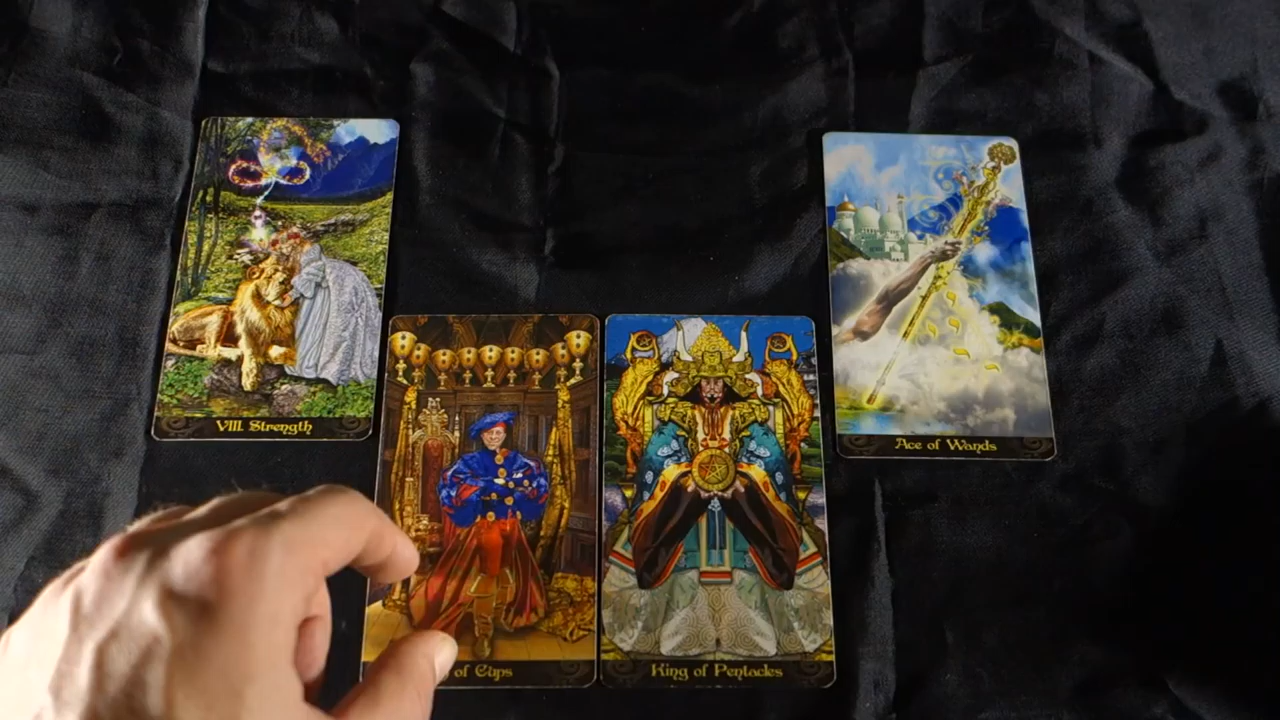 VIII. Strength
Ace of Wands
of Cups
King of Pentacles